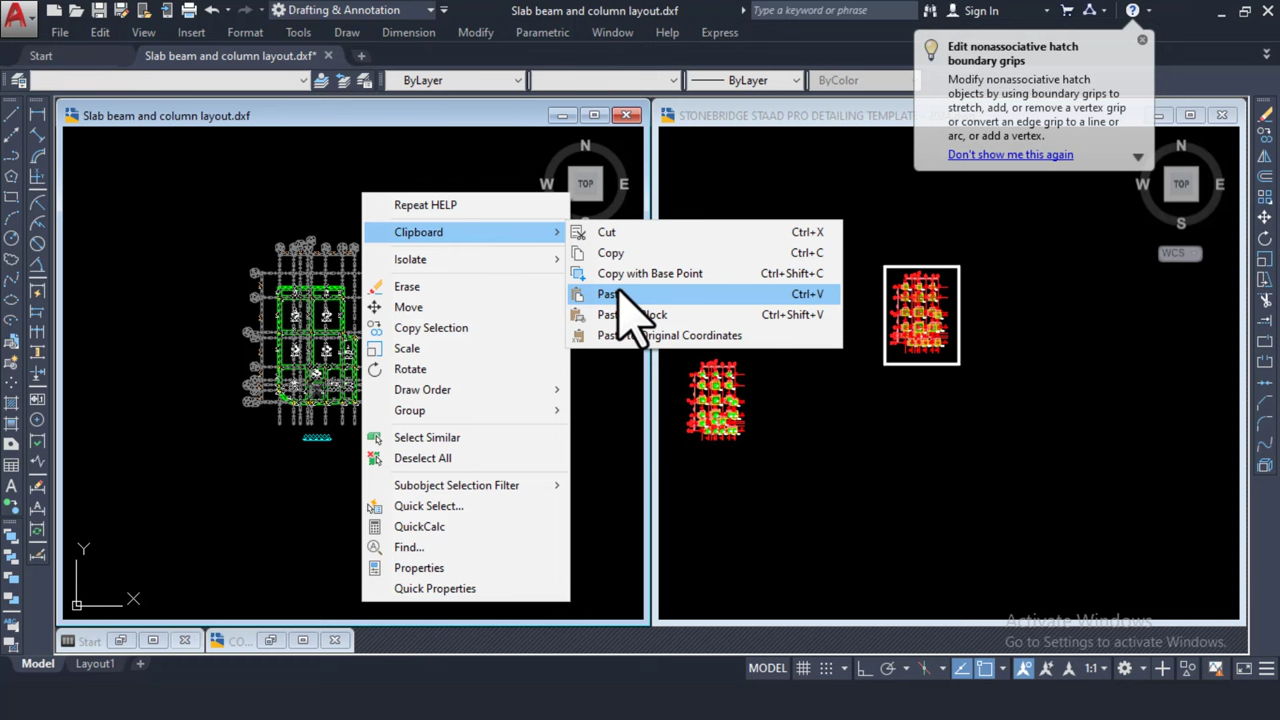 Drafting & Annotation
Slab beam and column layout.dxf
Type a keyword or phrase
Sign In
File Edit View Insert Format Tools Draw Dimension Modify Parametric Window Help Express
Start
Slab beam and column layout.dxf*
Edit nonassociative hatch
boundary grips
Modify nonassociative hatch
objects by using boundary grips to
stretch, add, or remove a vertex grip
or convert an edge grip to a line or
arc, or add a vertex.
Don't show me this again
ByLayer
ByLayer
ByColor
Slab beam and column layout.dxf
STONEBRIDGE STAAD PRO DETAILING TEMPLAT
N
W TOP E
S
N
W TOP E
S
WCS
Repeat HELP
Clipboard
Isolate
Erase
Move
Copy Selection
Scale
Rotate
Draw Order
Group
Select Similar
Deselect All
Subobject Selection Filter
Quick Select...
QuickCalc
Find...
Properties
Quick Properties
Cut Ctrl+X
Copy Ctrl+C
Copy with Base Point Ctrl+Shift+C
Ctrl+V
Ctrl+Shift+V
Original Coordinates
Y
X
Activate Windows
Go to Settings to activate Windows.
Start
CO...
Model
Layout1
MODEL
1:1